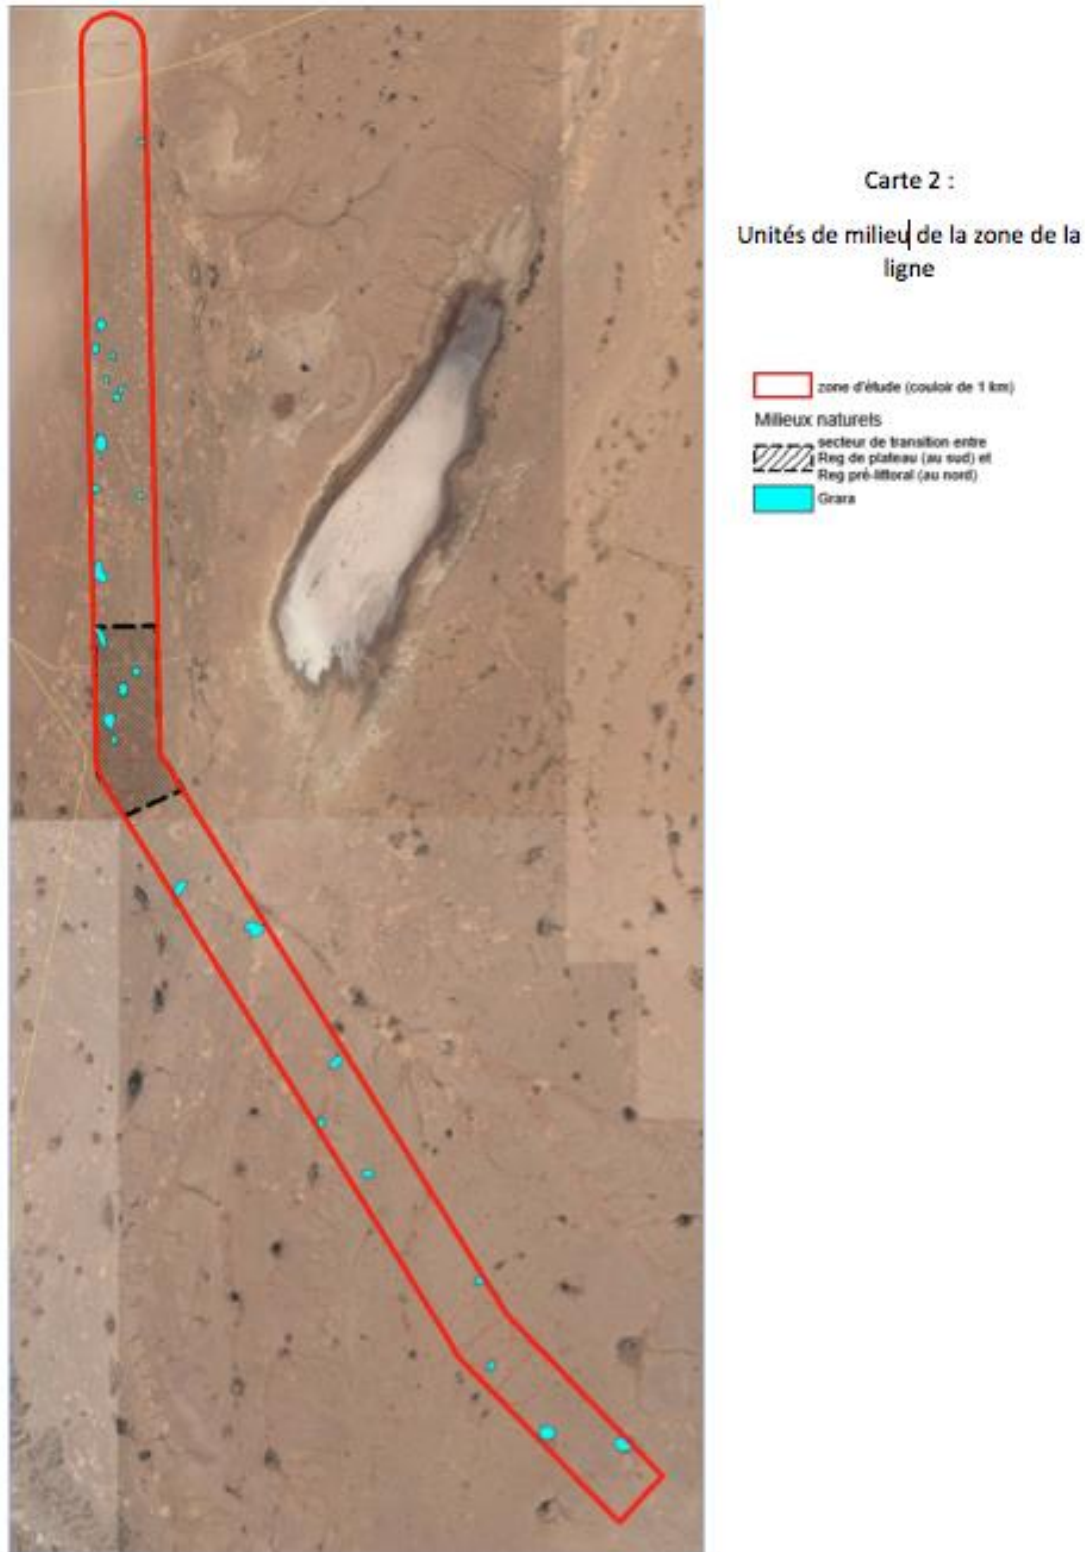 Carte 2 :
Unités de milieu de la zone de la
ligne
zone d'étude (couloir de 1 km)
Milieux naturels
secteur de transition entre
Reg de plateau (au sud) et
Reg pré-littoral (au nord)
Grara